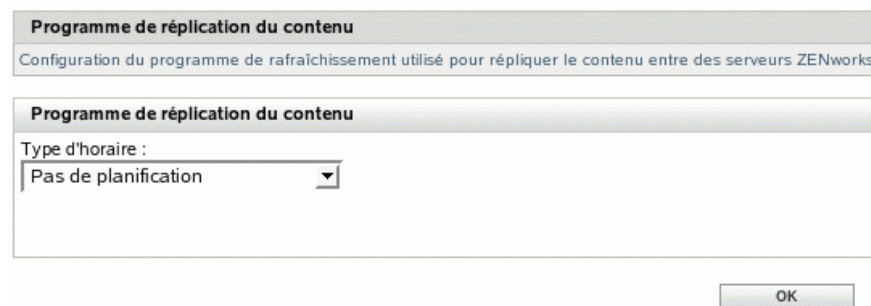 Programme de réplication du contenu
Configuration du programme de rafraîchissement utilisé pour répliquer le contenu entre des serveurs ZENworks
Programme de réplication du contenu
Type d'horaire :
Pas de planification
OK